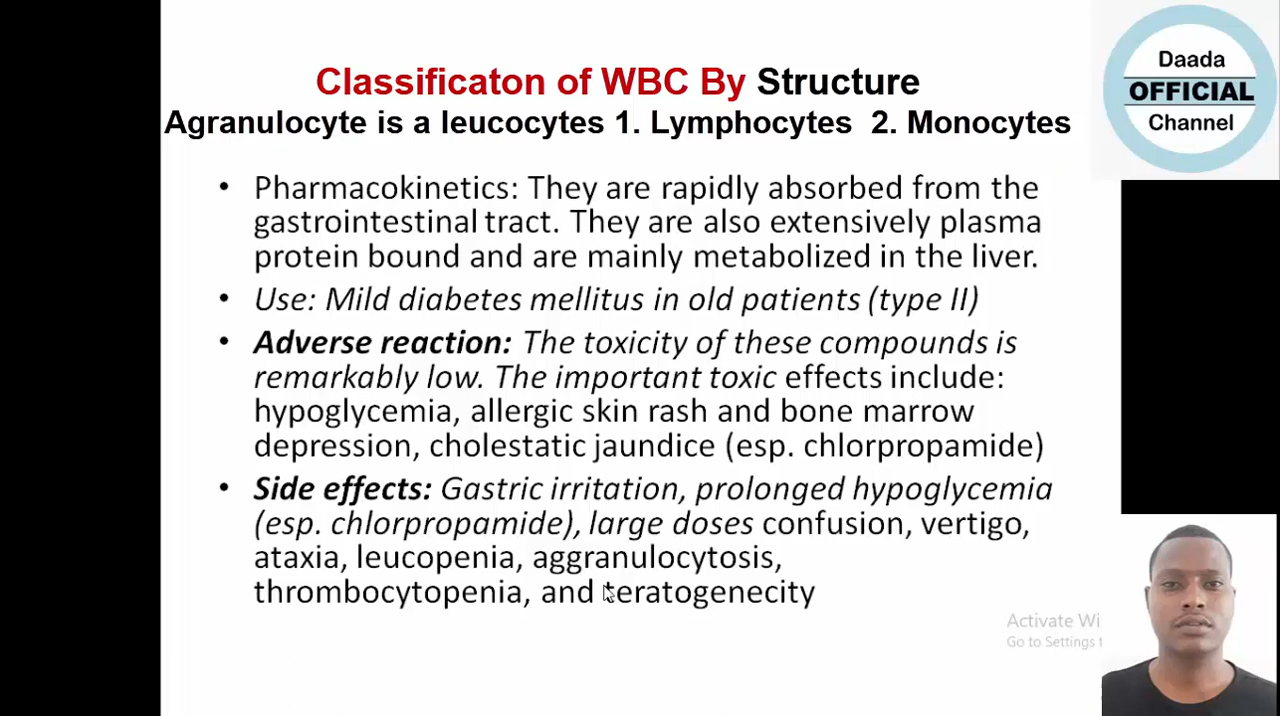 Classificaton of WBC By Structure
Agranulocyte is a leucocytes 1. Lymphocytes 2. Monocytes
• Pharmacokinetics: They are rapidly absorbed from the
gastrointestinal tract. They are also extensively plasma
protein bound and are mainly metabolized in the liver.
• Use: Mild diabetes mellitus in old patients (type II)
• Adverse reaction: The toxicity of these compounds is
remarkably low. The important toxic effects include:
hypoglycemia, allergic skin rash and bone marrow
depression, cholestatic jaundice (esp. chlorpropamide)
• Side effects: Gastric irritation, prolonged hypoglycemia
(esp. chlorpropamide), large doses confusion, vertigo,
ataxia, leucopenia, aggranulocytosis,
thrombocytopenia, and teratogenecity
Daada
OFFICIAL
Channel
Activate Wi
Go to Settings t